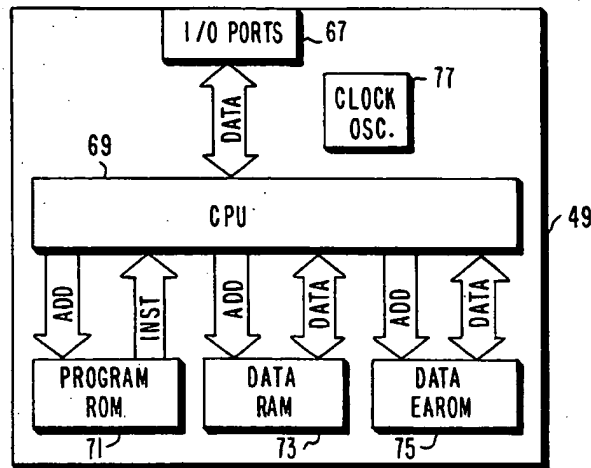 I/O PORTS
67
DATA
CLOCK
OSC.
77
69
CPU
49
ADD
INST
ADD
DATA
ADD
DATA
PROGRAM
ROM
71
DATA
RAM
73
DATA
EAROM
75